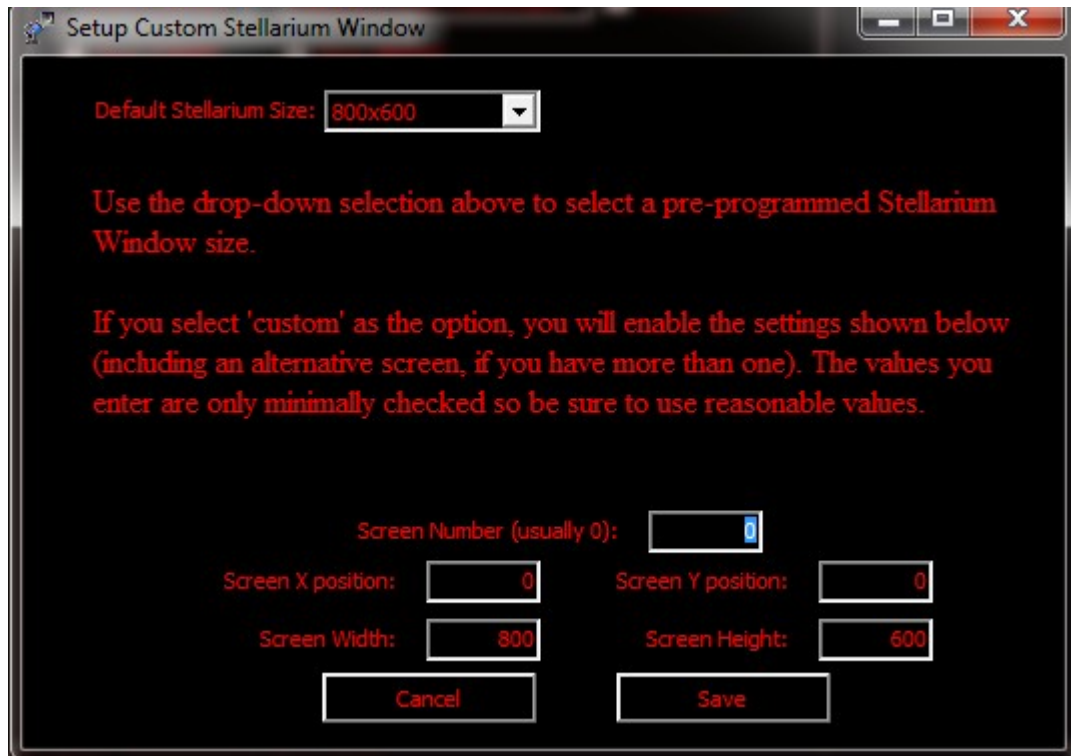 Setup Custom Stellarium Window
Default Stellarium Size: 800x600
Use the drop-down selection above to select a pre-programmed Stellarium
Window size.
If you select 'custom' as the option, you will enable the settings shown below
(including an alternative screen, if you have more than one). The values you
enter are only minimally checked so be sure to use reasonable values.
Screen Number (usually 0): 0
Screen X position: 0 Screen Y position: 0
Screen Width: 800 Screen Height: 600
Cancel Save